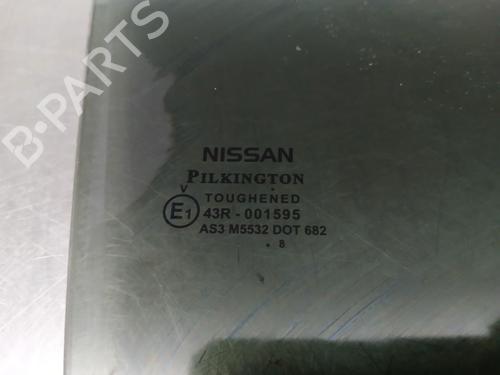 B-PARTS
NISSAN
PILKINGTON
V
TOUGHENED
E1 43R - 001595
AS3 M5532 DOT 682
. 8